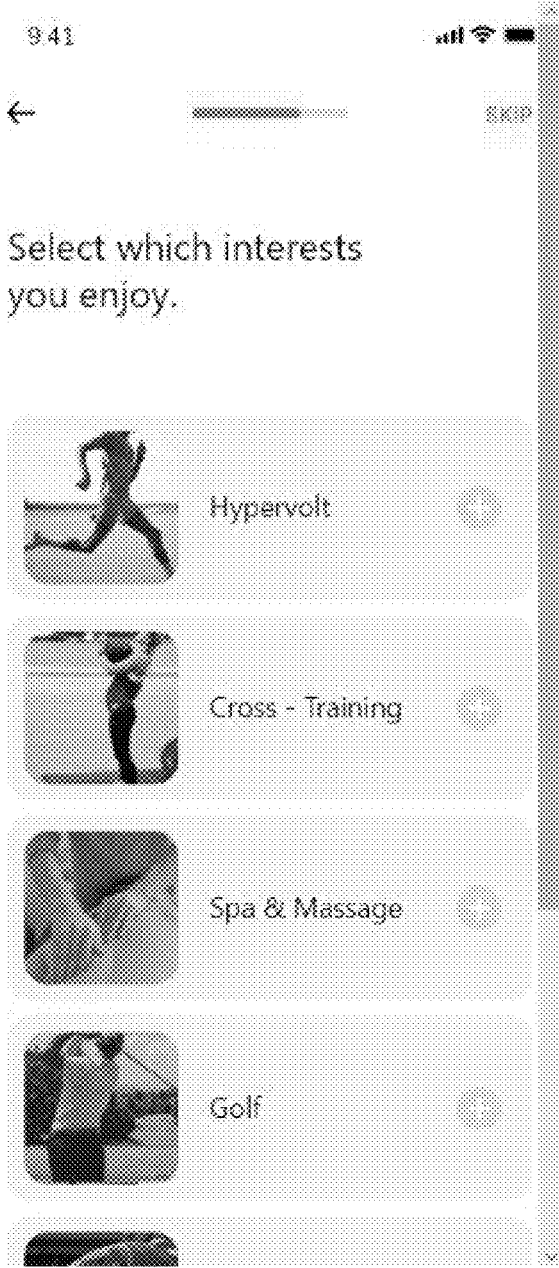 9:41
SKIP
Select which interests
you enjoy.
Hypervolt
Cross - Training
Spa & Massage
Golf